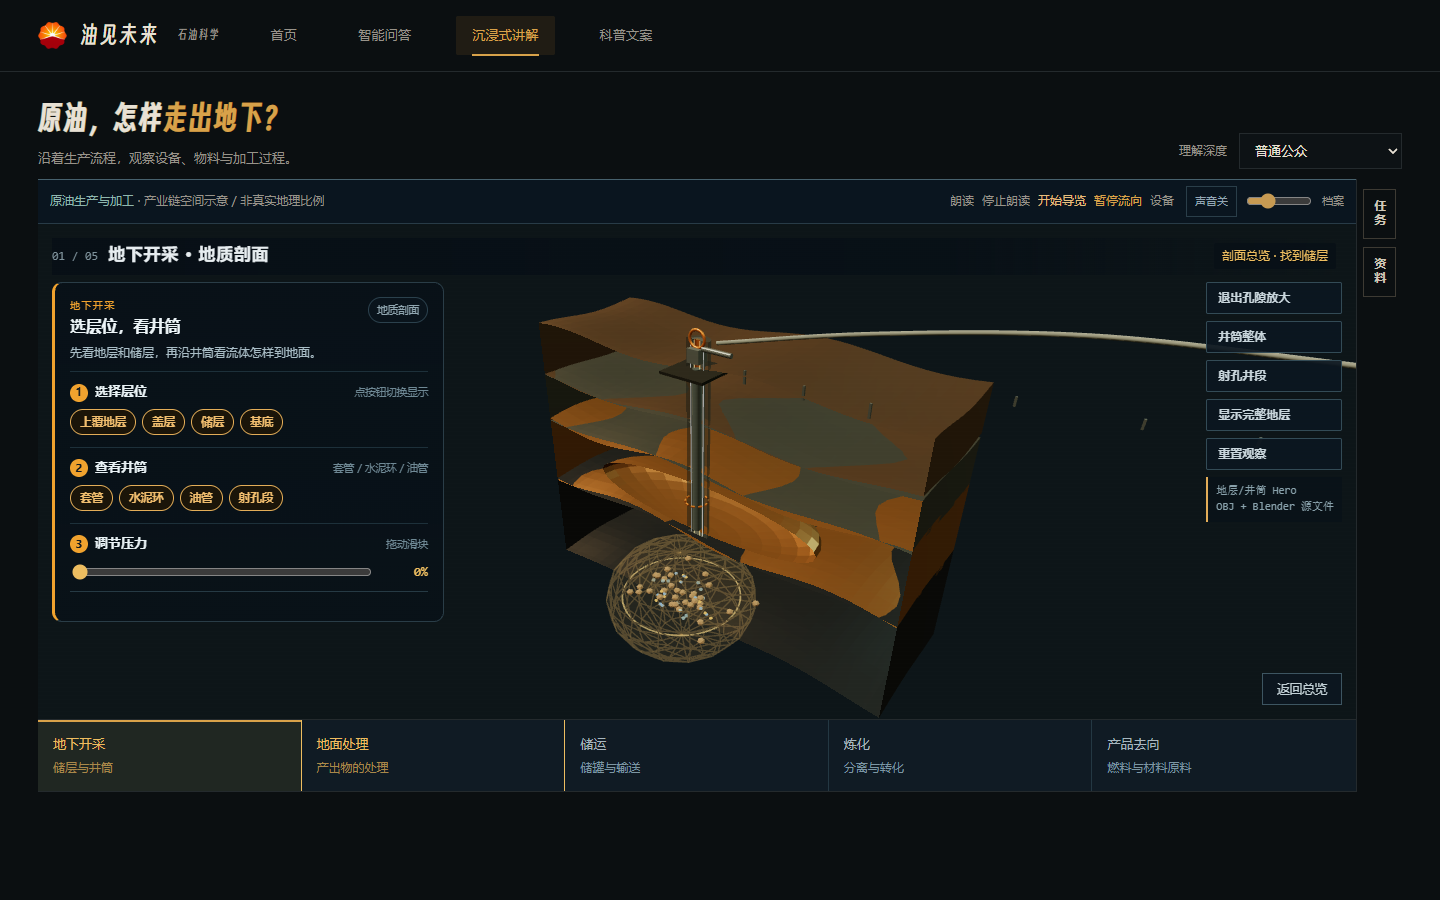 油见未来 石油科学 首页 智能问答 沉浸式讲解 科普文案
原油，怎样走出地下？
沿着生产流程，观察设备、物料与加工过程。
理解深度 普通公众
原油生产与加工 · 产业链空间示意 / 非真实地理比例
朗读 停止朗读 开始导览 暂停流向 设备 声音关 档案
任务
资料
01 / 05 地下开采 • 地质剖面
剖面总览 · 找到储层
地下开采
地质剖面
选层位，看井筒
先看地层和储层，再沿井筒看流体怎样到地面。
1 选择层位 点按钮切换显示
上覆地层 盖层 储层 基底
2 查看井筒 套管 / 水泥环 / 油管
套管 水泥环 油管 射孔段
3 调节压力 拖动滑块
0%
退出孔隙放大
井筒整体
射孔井段
显示完整地层
重置观察
地层/井筒 Hero
OBJ + Blender 源文件
返回总览
地下开采
储层与井筒
地面处理
产出物的处理
储运
储罐与输送
炼化
分离与转化
产品去向
燃料与材料原料